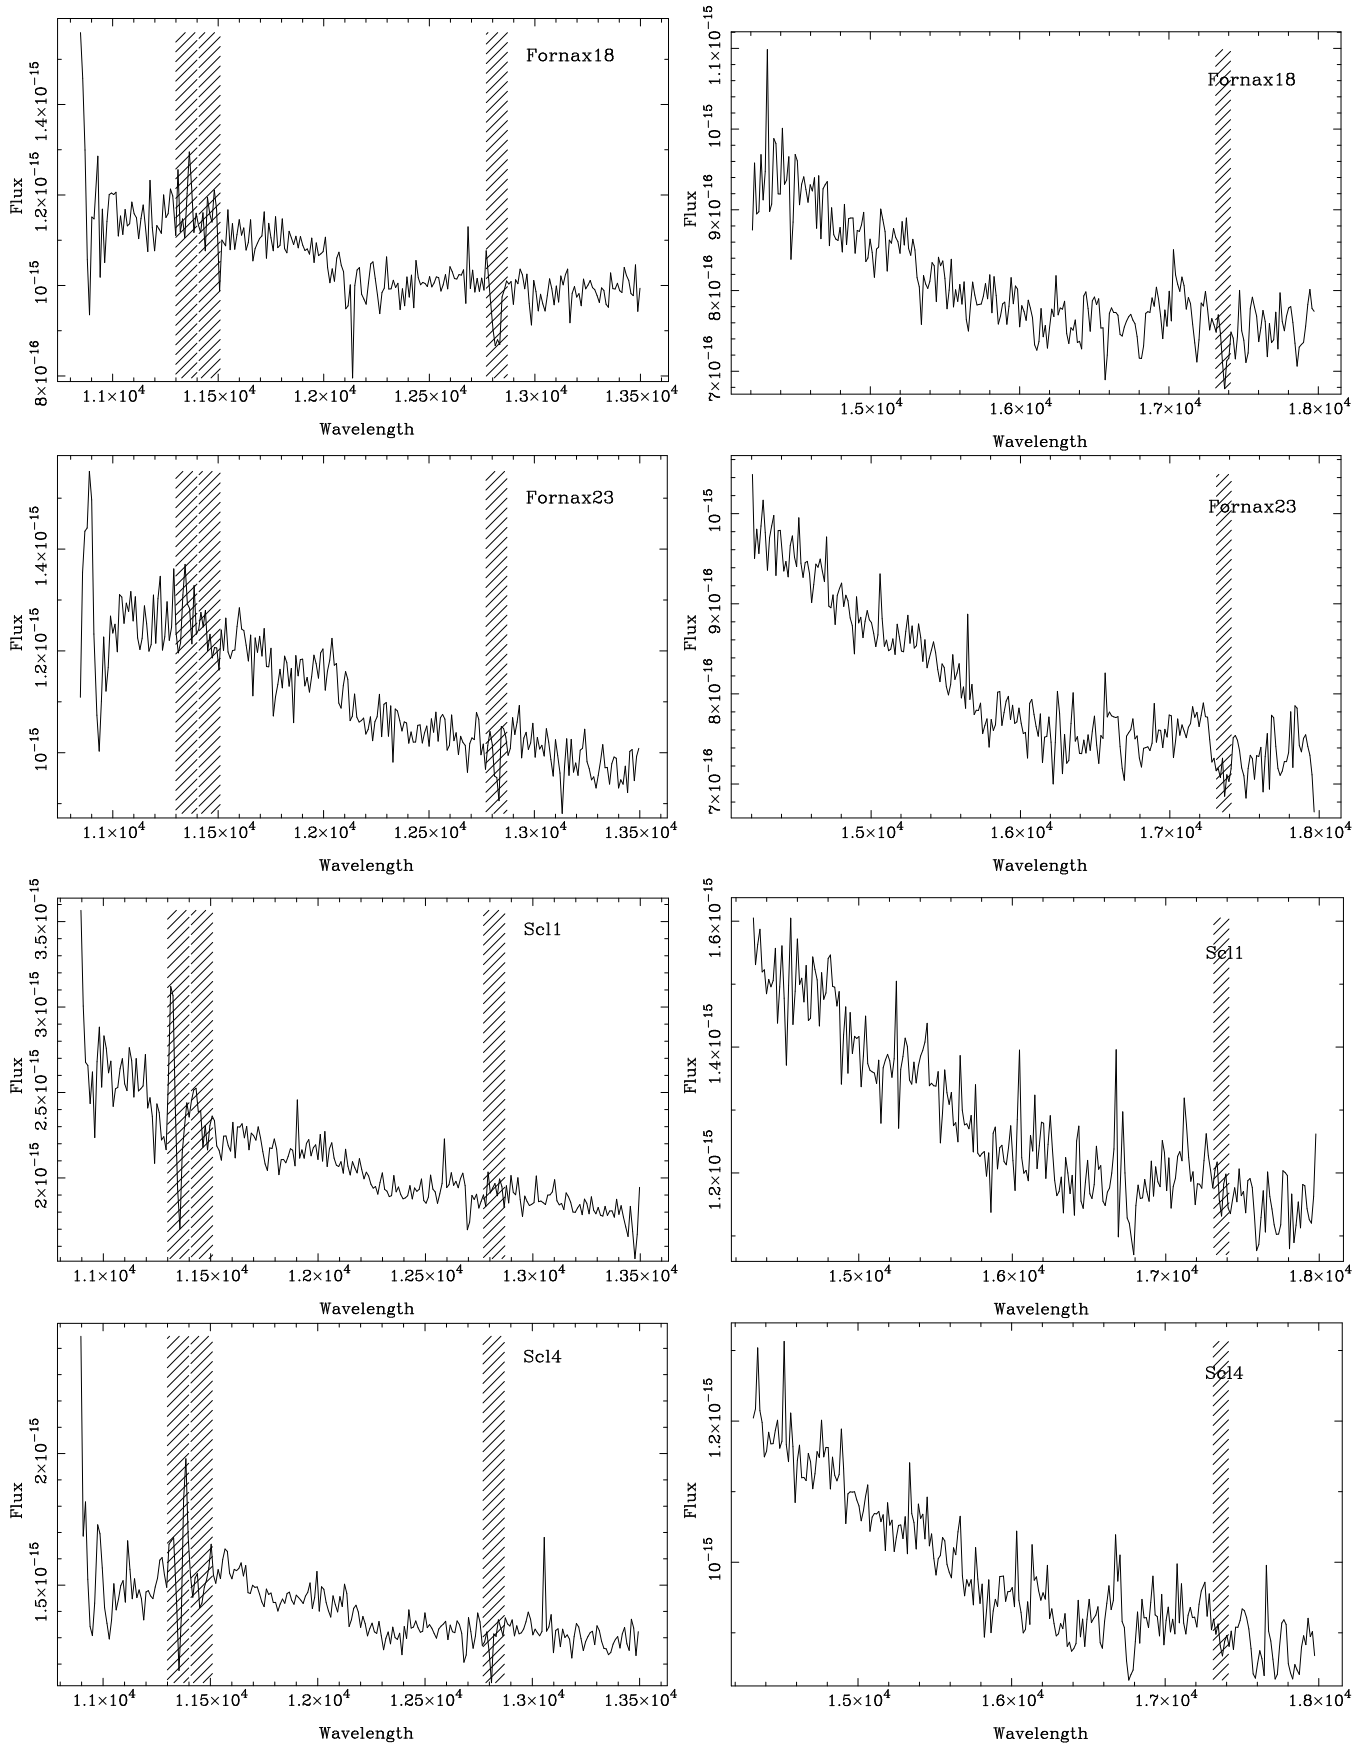 Fornax18
Flux
1.4×10⁻¹⁵
1.2×10⁻¹⁵
10⁻¹⁵
8×10⁻¹⁶
1.1×10⁴ 1.15×10⁴ 1.2×10⁴ 1.25×10⁴ 1.3×10⁴ 1.35×10⁴
Wavelength
Fornax18
Flux
1.1×10⁻¹⁵
10⁻¹⁵
9×10⁻¹⁶
8×10⁻¹⁶
7×10⁻¹⁶
1.5×10⁴ 1.6×10⁴ 1.7×10⁴ 1.8×10⁴
Wavelength
Fornax23
Flux
1.4×10⁻¹⁵
1.2×10⁻¹⁵
10⁻¹⁵
1.1×10⁴ 1.15×10⁴ 1.2×10⁴ 1.25×10⁴ 1.3×10⁴ 1.35×10⁴
Wavelength
Fornax23
Flux
10⁻¹⁵
9×10⁻¹⁶
8×10⁻¹⁶
7×10⁻¹⁶
1.5×10⁴ 1.6×10⁴ 1.7×10⁴ 1.8×10⁴
Wavelength
Scl1
Flux
3.5×10⁻¹⁵
3×10⁻¹⁵
2.5×10⁻¹⁵
2×10⁻¹⁵
1.1×10⁴ 1.15×10⁴ 1.2×10⁴ 1.25×10⁴ 1.3×10⁴ 1.35×10⁴
Wavelength
Scl1
Flux
1.6×10⁻¹⁵
1.4×10⁻¹⁵
1.2×10⁻¹⁵
1.5×10⁴ 1.6×10⁴ 1.7×10⁴ 1.8×10⁴
Wavelength
Scl4
Flux
2×10⁻¹⁵
1.5×10⁻¹⁵
1.1×10⁴ 1.15×10⁴ 1.2×10⁴ 1.25×10⁴ 1.3×10⁴ 1.35×10⁴
Wavelength
Scl4
Flux
1.2×10⁻¹⁵
10⁻¹⁵
1.5×10⁴ 1.6×10⁴ 1.7×10⁴ 1.8×10⁴
Wavelength